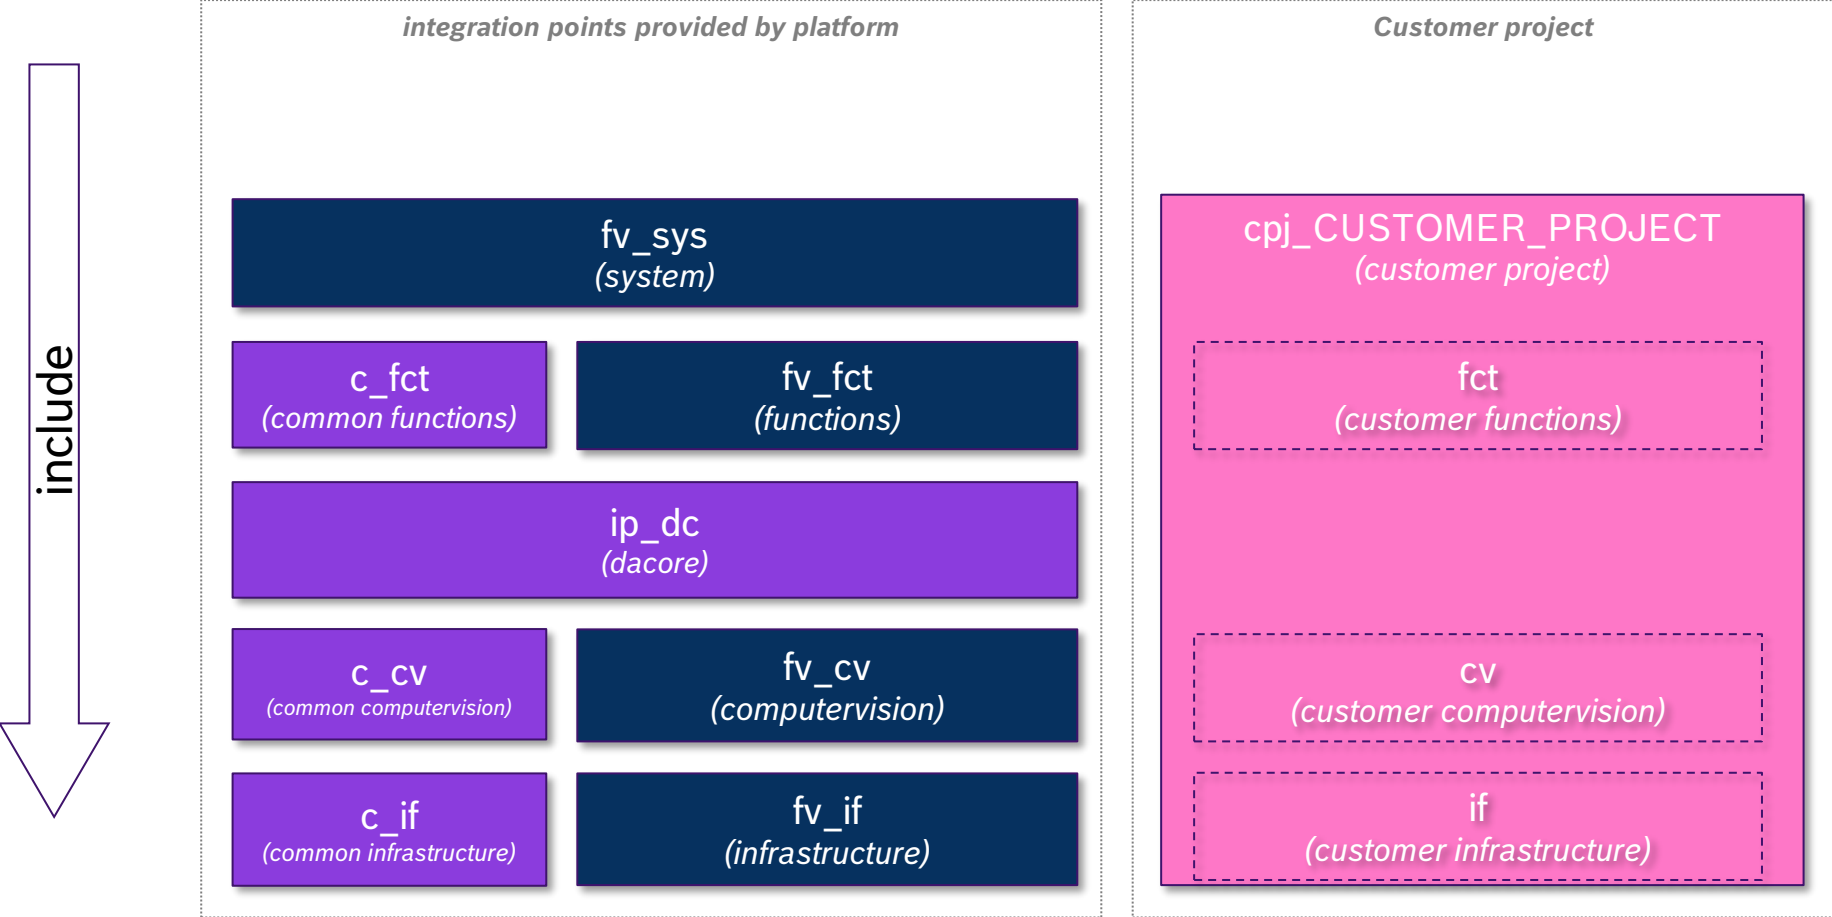 integration points provided by platform
Customer project
include
fv_sys
(system)
cpj_CUSTOMER_PROJECT
(customer project)
c_fct
(common functions)
fv_fct
(functions)
fct
(customer functions)
ip_dc
(dacore)
c_cv
(common computervision)
fv_cv
(computervision)
cv
(customer computervision)
c_if
(common infrastructure)
fv_if
(infrastructure)
if
(customer infrastructure)